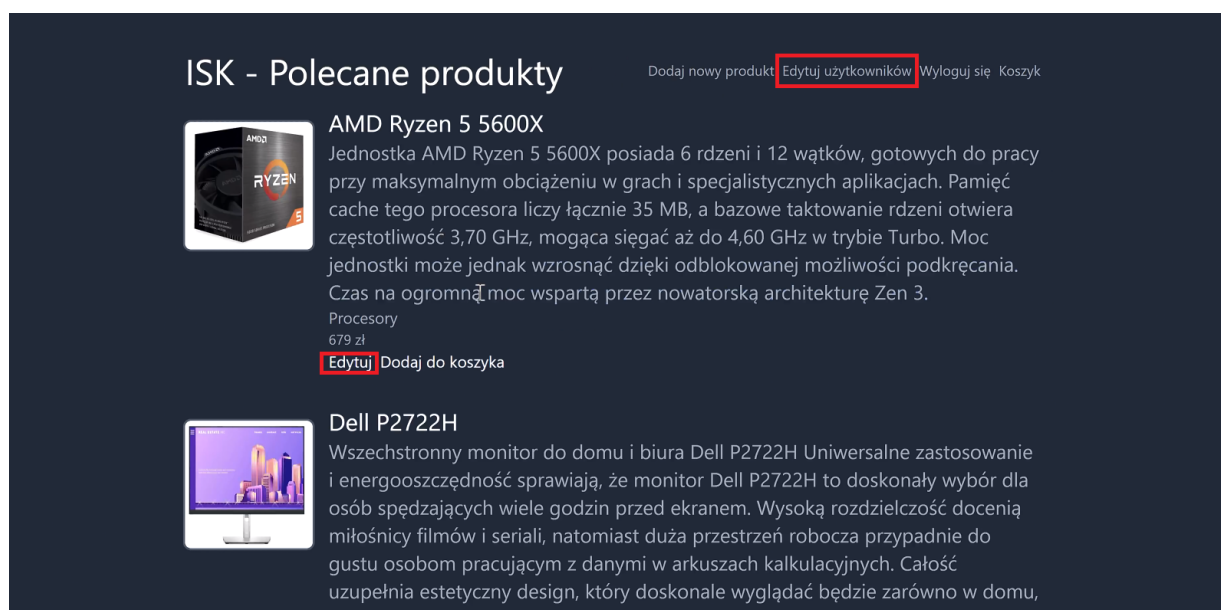 ISK - Polecane produkty
Dodaj nowy produkt Edytuj użytkowników Wyloguj się Koszyk
AMD Ryzen 5 5600X
AMD
RYZEN
5
Jednostka AMD Ryzen 5 5600X posiada 6 rdzeni i 12 wątków, gotowych do pracy
przy maksymalnym obciążeniu w grach i specjalistycznych aplikacjach. Pamięć
cache tego procesora liczy łącznie 35 MB, a bazowe taktowanie rdzeni otwiera
częstotliwość 3,70 GHz, mogąca sięgać aż do 4,60 GHz w trybie Turbo. Moc
jednostki może jednak wzrosnąć dzięki odblokowanej możliwości podkręcania.
Czas na ogromną moc wspartą przez nowatorską architekturę Zen 3.
Procesory
679 zł
Edytuj Dodaj do koszyka
Dell P2722H
Wszechstronny monitor do domu i biura Dell P2722H Uniwersalne zastosowanie
i energooszczędność sprawiają, że monitor Dell P2722H to doskonały wybór dla
osób spędzających wiele godzin przed ekranem. Wysoką rozdzielczość docenią
miłośnicy filmów i seriali, natomiast duża przestrzeń robocza przypadnie do
gustu osobom pracującym z danymi w arkuszach kalkulacyjnych. Całość
uzupełnia estetyczny design, który doskonale wyglądać będzie zarówno w domu,